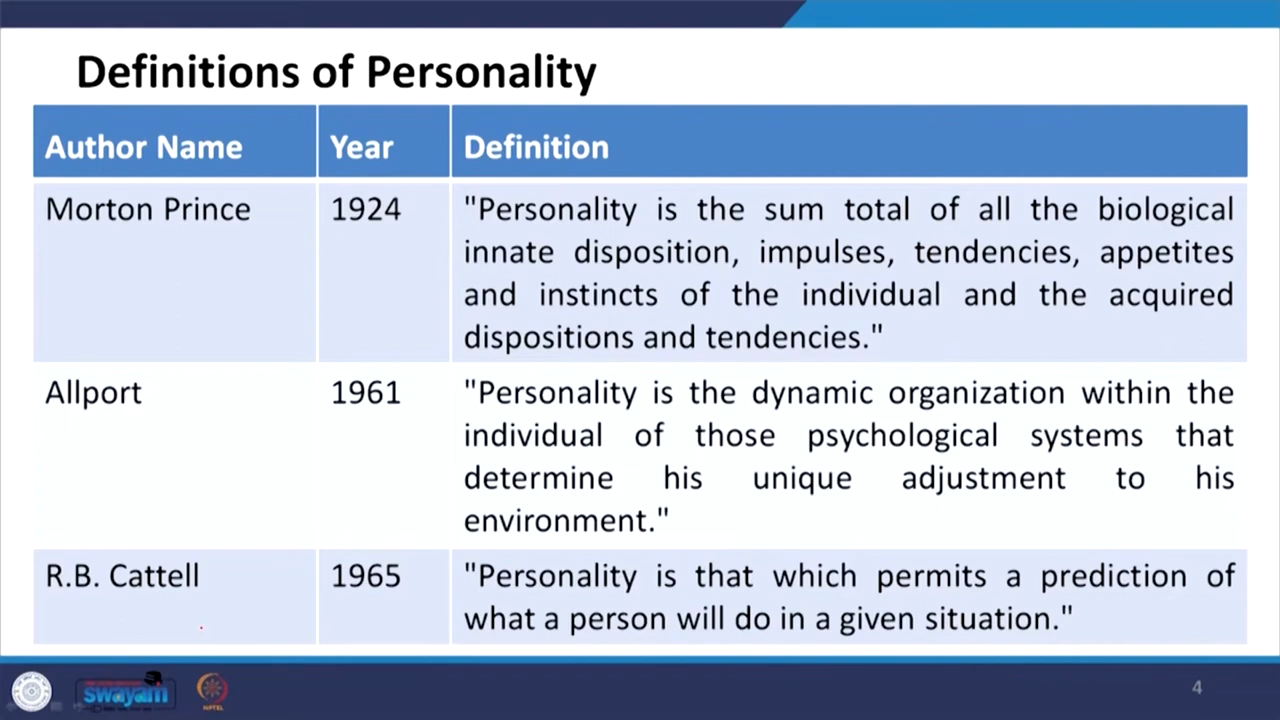 Definitions of Personality
Author Name Year Definition
Morton Prince 1924 "Personality is the sum total of all the biological
innate disposition, impulses, tendencies, appetites
and instincts of the individual and the acquired
dispositions and tendencies."
Allport 1961 "Personality is the dynamic organization within the
individual of those psychological systems that
determine his unique adjustment to his
environment."
R.B. Cattell 1965 "Personality is that which permits a prediction of
what a person will do in a given situation."
swayam NPTEL 4